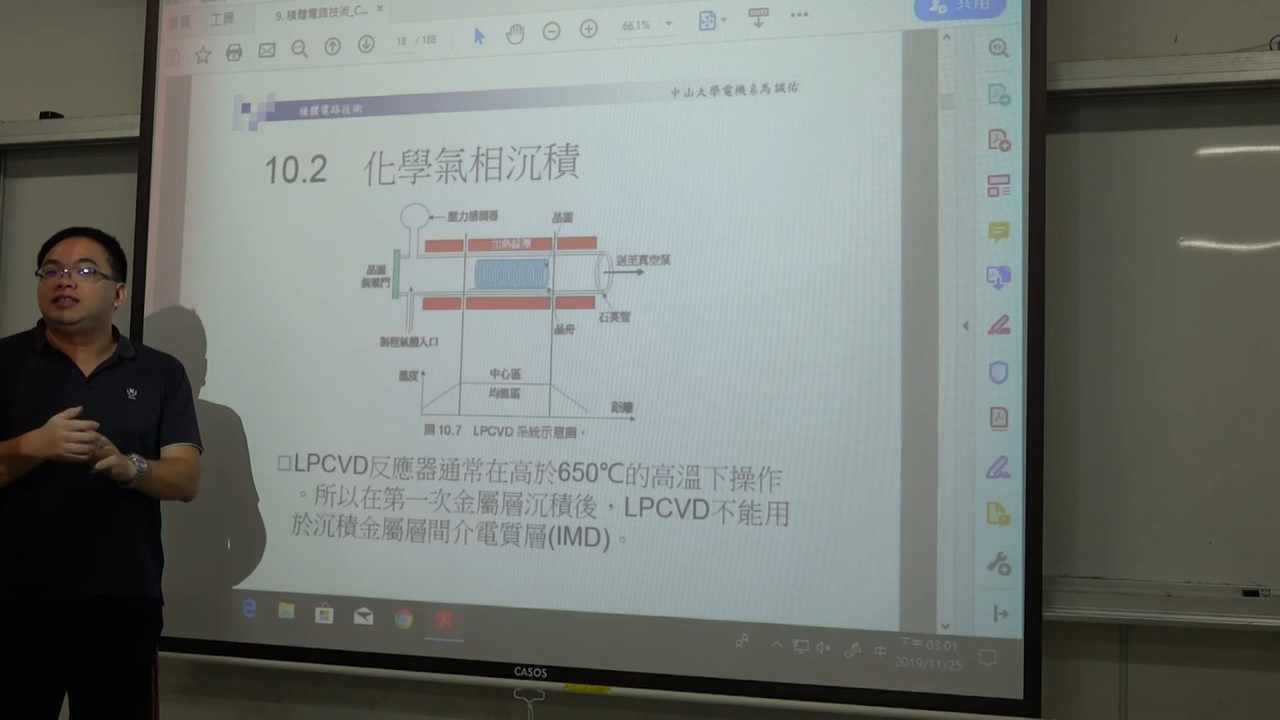 首頁 工具 9. 積體電路技術_C... ×
18 / 188 66.1% 共用
積體電路技術 中山大學電機系馬誠佑
10.2 化學氣相沉積
壓力感測器
晶圓
加熱線圈
送至真空泵
晶圓
裝載門
石英管
晶舟
製程氣體入口
溫度
中心區
均溫區
距離
圖 10.7 LPCVD 系統示意圖。
□LPCVD反應器通常在高於650℃的高溫下操作
。所以在第一次金屬層沉積後，LPCVD不能用
於沉積金屬層間介電質層(IMD)。
中
下午 03:01
2019/11/25
CASOS